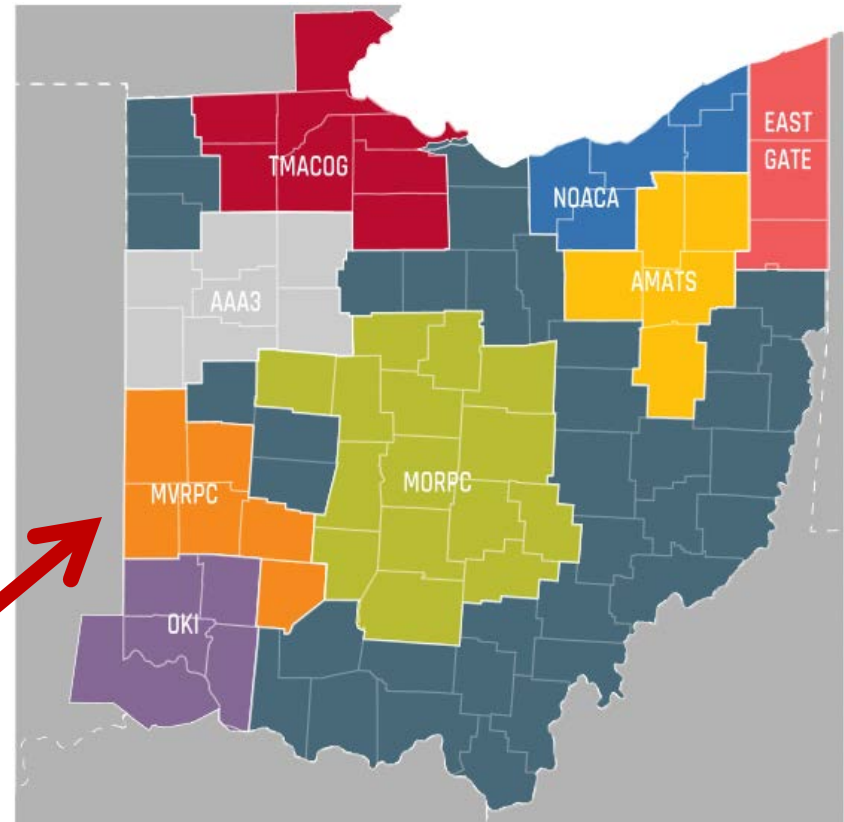 EAST
GATE
TMACOG
NOACA
AMATS
AAA3
MORPC
MVRPC
OKI